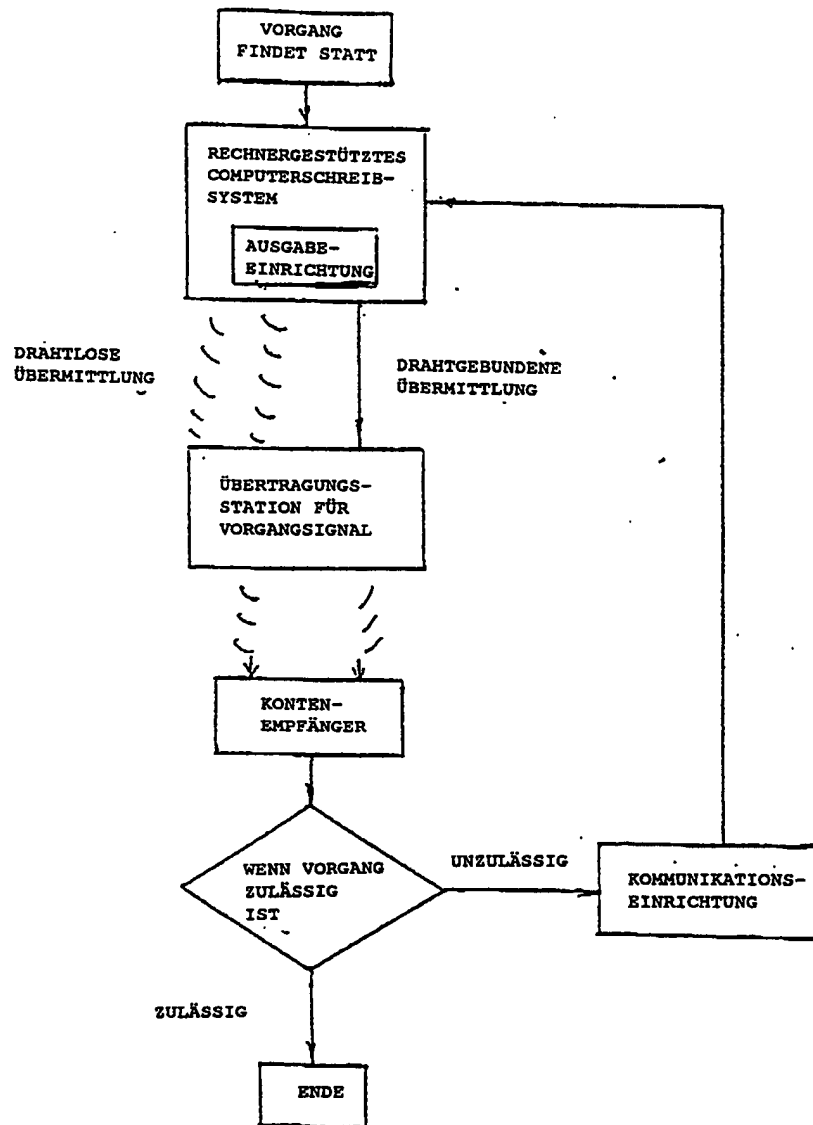 VORGANG
FINDET STATT
RECHNERGESTÜTZTES
COMPUTERSCHREIB-
SYSTEM
AUSGABE-
EINRICHTUNG
DRAHTLOSE
ÜBERMITTLUNG
DRAHTGEBUNDENE
ÜBERMITTLUNG
ÜBERTRAGUNGS-
STATION FÜR
VORGANGSIGNAL
KONTEN-
EMPFÄNGER
WENN VORGANG
ZULÄSSIG
IST
UNZULÄSSIG
KOMMUNIKATIONS-
EINRICHTUNG
ZULÄSSIG
ENDE